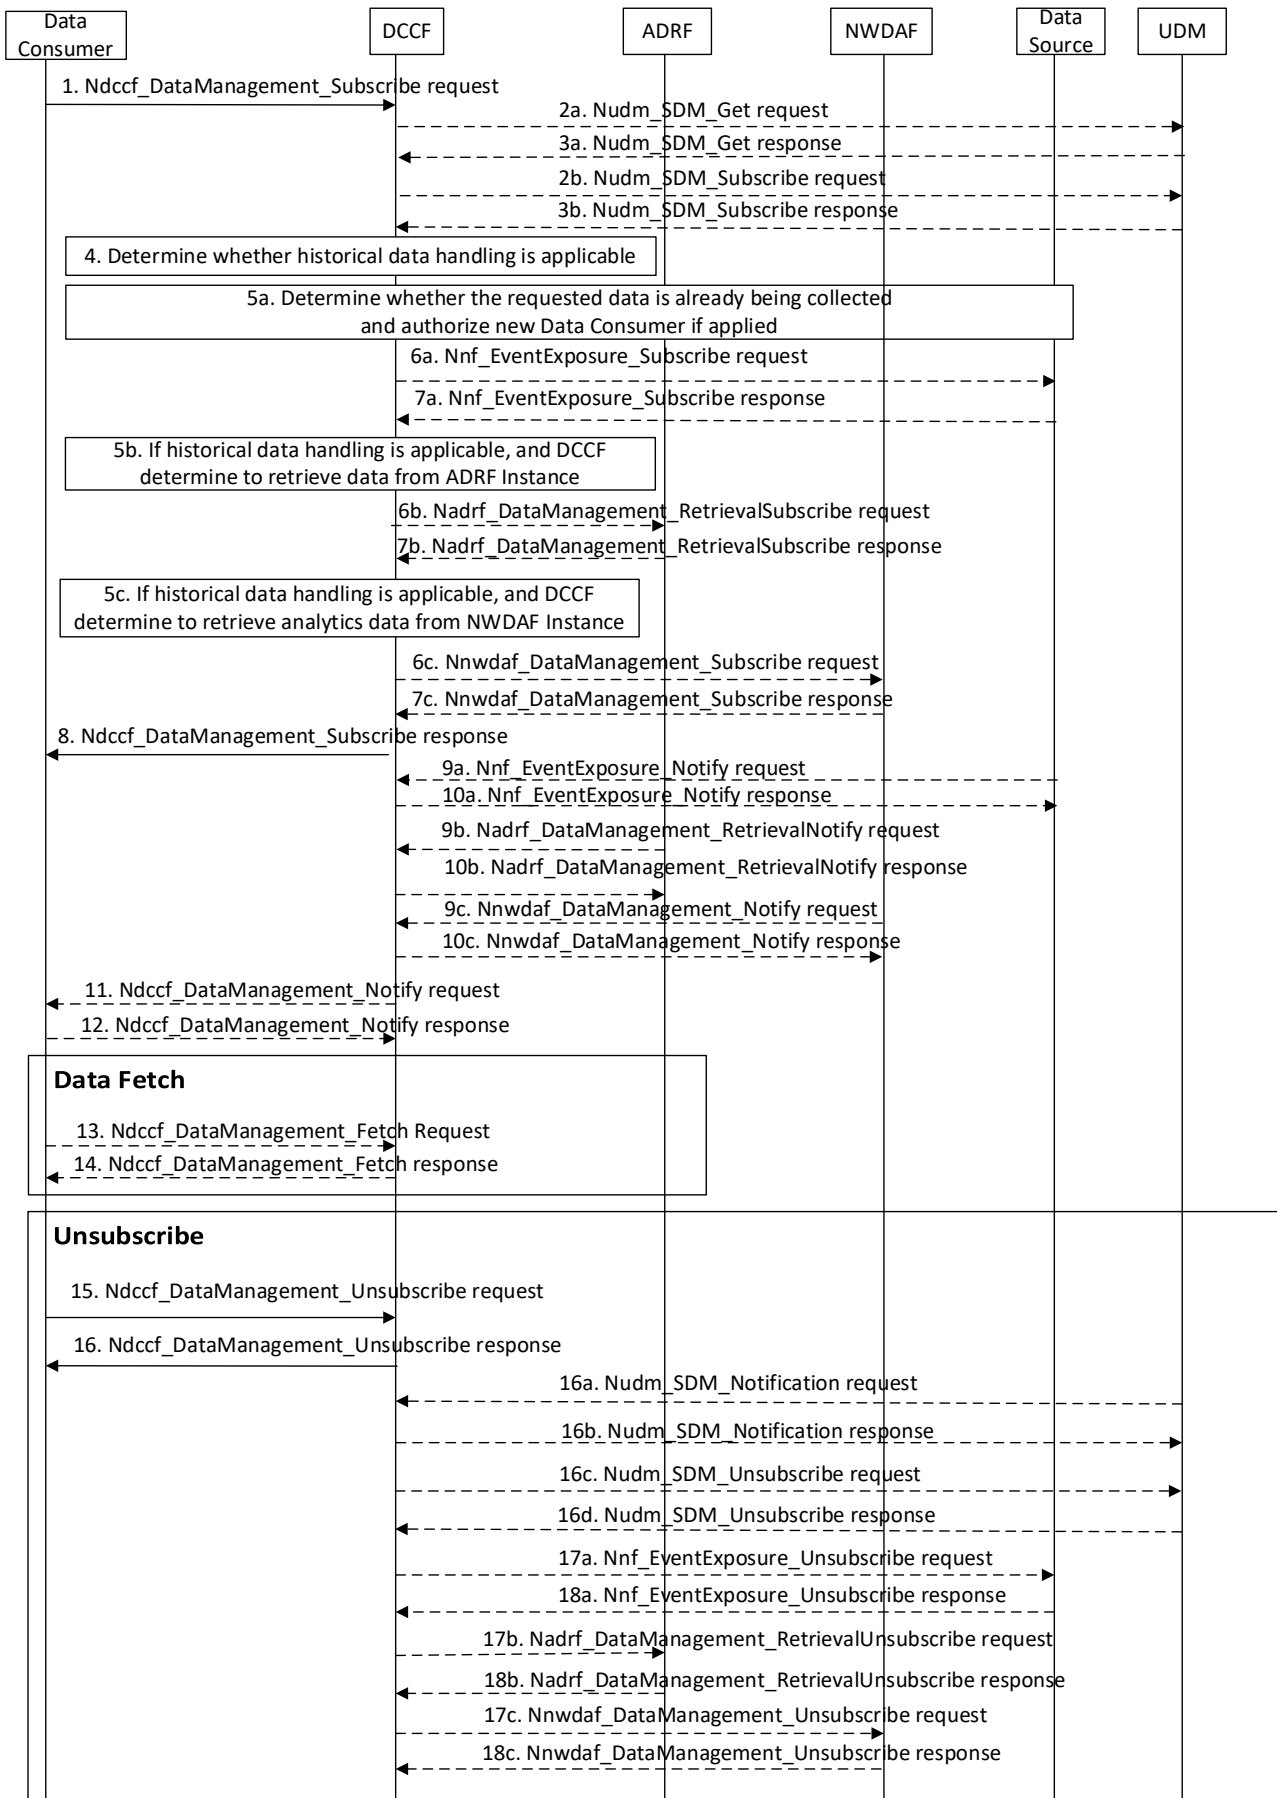 Data
Consumer
DCCF
ADRF
NWDAF
Data
Source
UDM
1. Ndccf_DataManagement_Subscribe request
2a. Nudm_SDM_Get request
3a. Nudm_SDM_Get response
2b. Nudm_SDM_Subscribe request
3b. Nudm_SDM_Subscribe response
4. Determine whether historical data handling is applicable
5a. Determine whether the requested data is already being collected
and authorize new Data Consumer if applied
6a. Nnf_EventExposure_Subscribe request
7a. Nnf_EventExposure_Subscribe response
5b. If historical data handling is applicable, and DCCF
determine to retrieve data from ADRF Instance
6b. Nadrf_DataManagement_RetrievalSubscribe request
7b. Nadrf_DataManagement_RetrievalSubscribe response
5c. If historical data handling is applicable, and DCCF
determine to retrieve analytics data from NWDAF Instance
6c. Nnwdaf_DataManagement_Subscribe request
7c. Nnwdaf_DataManagement_Subscribe response
8. Ndccf_DataManagement_Subscribe response
9a. Nnf_EventExposure_Notify request
10a. Nnf_EventExposure_Notify response
9b. Nadrf_DataManagement_RetrievalNotify request
10b. Nadrf_DataManagement_RetrievalNotify response
9c. Nnwdaf_DataManagement_Notify request
10c. Nnwdaf_DataManagement_Notify response
11. Ndccf_DataManagement_Notify request
12. Ndccf_DataManagement_Notify response
Data Fetch
13. Ndccf_DataManagement_Fetch Request
14. Ndccf_DataManagement_Fetch response
Unsubscribe
15. Ndccf_DataManagement_Unsubscribe request
16. Ndccf_DataManagement_Unsubscribe response
16a. Nudm_SDM_Notification request
16b. Nudm_SDM_Notification response
16c. Nudm_SDM_Unsubscribe request
16d. Nudm_SDM_Unsubscribe response
17a. Nnf_EventExposure_Unsubscribe request
18a. Nnf_EventExposure_Unsubscribe response
17b. Nadrf_DataManagement_RetrievalUnsubscribe request
18b. Nadrf_DataManagement_RetrievalUnsubscribe response
17c. Nnwdaf_DataManagement_Unsubscribe request
18c. Nnwdaf_DataManagement_Unsubscribe response